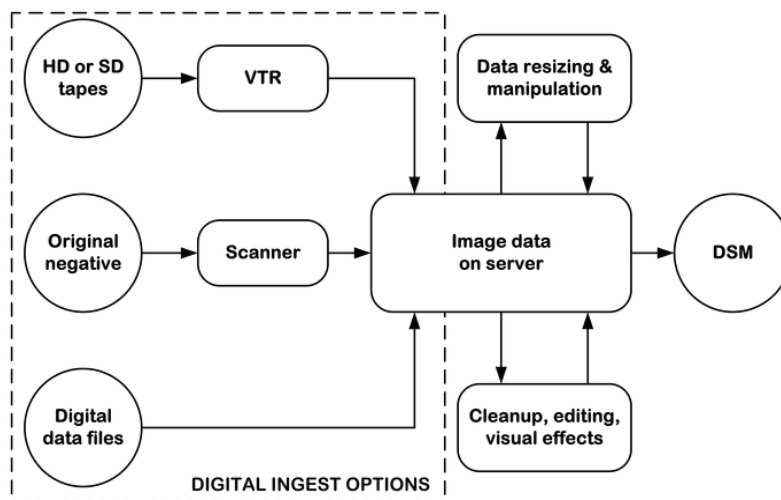 HD or SD
tapes
VTR
Data resizing &
manipulation
Original
negative
Scanner
Image data
on server
DSM
Digital
data files
Cleanup, editing,
visual effects
DIGITAL INGEST OPTIONS